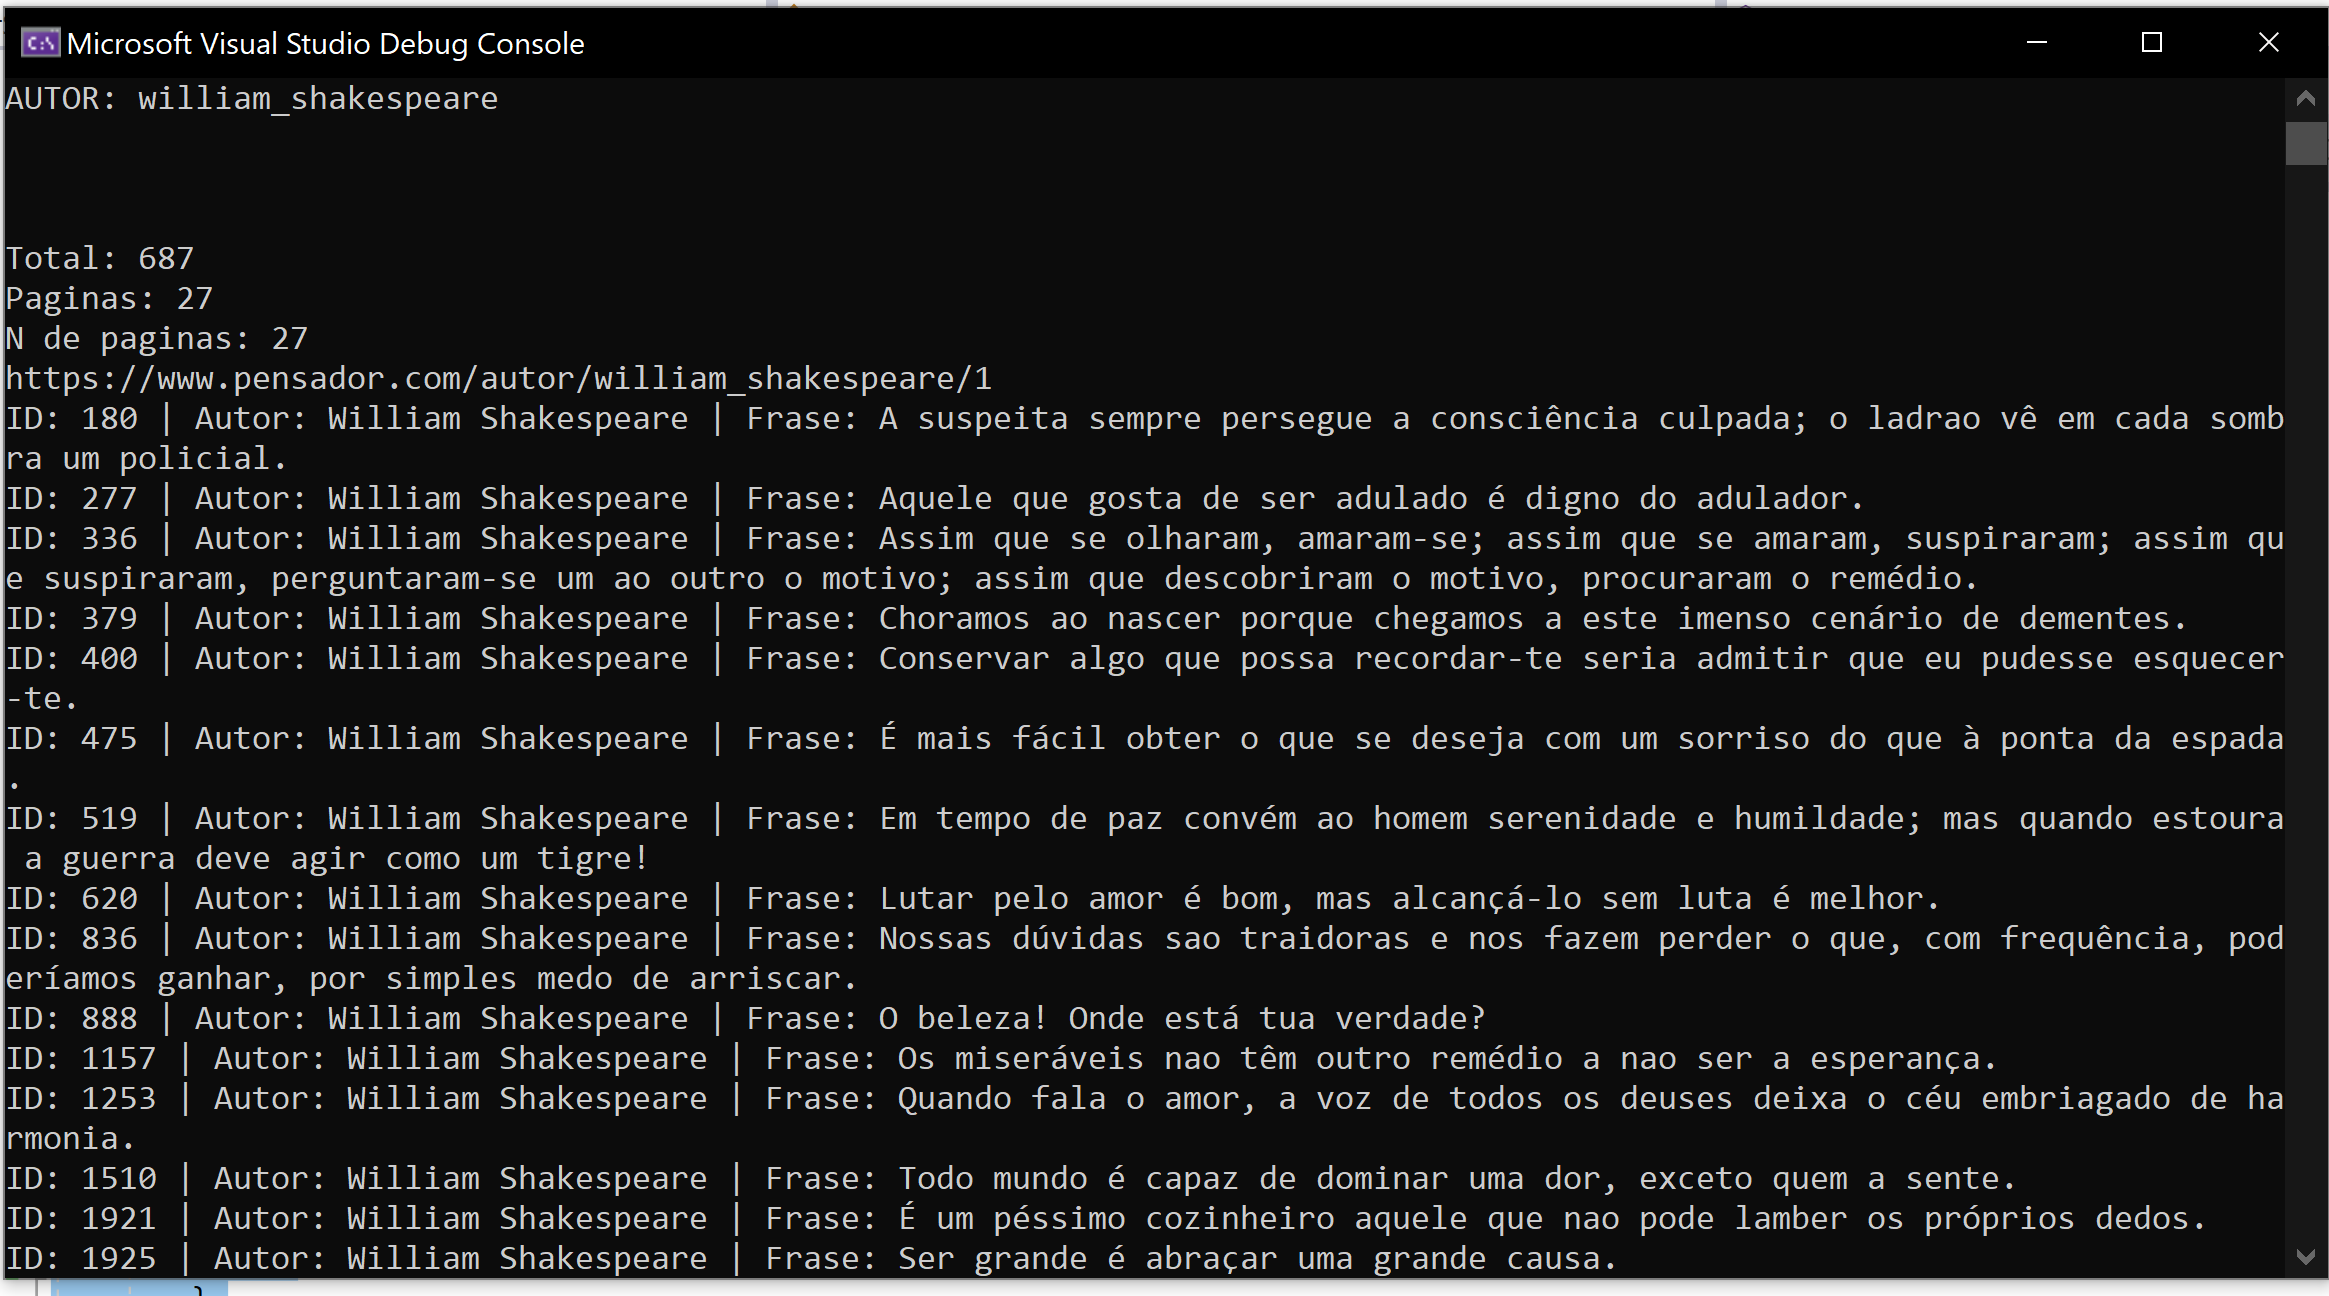 Microsoft Visual Studio Debug Console
AUTOR: william_shakespeare
Total: 687
Paginas: 27
N de paginas: 27
https://www.pensador.com/autor/william_shakespeare/1
ID: 180 | Autor: William Shakespeare | Frase: A suspeita sempre persegue a consciência culpada; o ladrao vê em cada somb
ra um policial.
ID: 277 | Autor: William Shakespeare | Frase: Aquele que gosta de ser adulado é digno do adulador.
ID: 336 | Autor: William Shakespeare | Frase: Assim que se olharam, amaram-se; assim que se amaram, suspiraram; assim qu
e suspiraram, perguntaram-se um ao outro o motivo; assim que descobriram o motivo, procuraram o remédio.
ID: 379 | Autor: William Shakespeare | Frase: Choramos ao nascer porque chegamos a este imenso cenário de dementes.
ID: 400 | Autor: William Shakespeare | Frase: Conservar algo que possa recordar-te seria admitir que eu pudesse esquecer
-te.
ID: 475 | Autor: William Shakespeare | Frase: É mais fácil obter o que se deseja com um sorriso do que à ponta da espada
.
ID: 519 | Autor: William Shakespeare | Frase: Em tempo de paz convém ao homem serenidade e humildade; mas quando estoura
 a guerra deve agir como um tigre!
ID: 620 | Autor: William Shakespeare | Frase: Lutar pelo amor é bom, mas alcançá-lo sem luta é melhor.
ID: 836 | Autor: William Shakespeare | Frase: Nossas dúvidas sao traidoras e nos fazem perder o que, com frequência, pod
eríamos ganhar, por simples medo de arriscar.
ID: 888 | Autor: William Shakespeare | Frase: O beleza! Onde está tua verdade?
ID: 1157 | Autor: William Shakespeare | Frase: Os miseráveis nao têm outro remédio a nao ser a esperança.
ID: 1253 | Autor: William Shakespeare | Frase: Quando fala o amor, a voz de todos os deuses deixa o céu embriagado de ha
rmonia.
ID: 1510 | Autor: William Shakespeare | Frase: Todo mundo é capaz de dominar uma dor, exceto quem a sente.
ID: 1921 | Autor: William Shakespeare | Frase: É um péssimo cozinheiro aquele que nao pode lamber os próprios dedos.
ID: 1925 | Autor: William Shakespeare | Frase: Ser grande é abraçar uma grande causa.